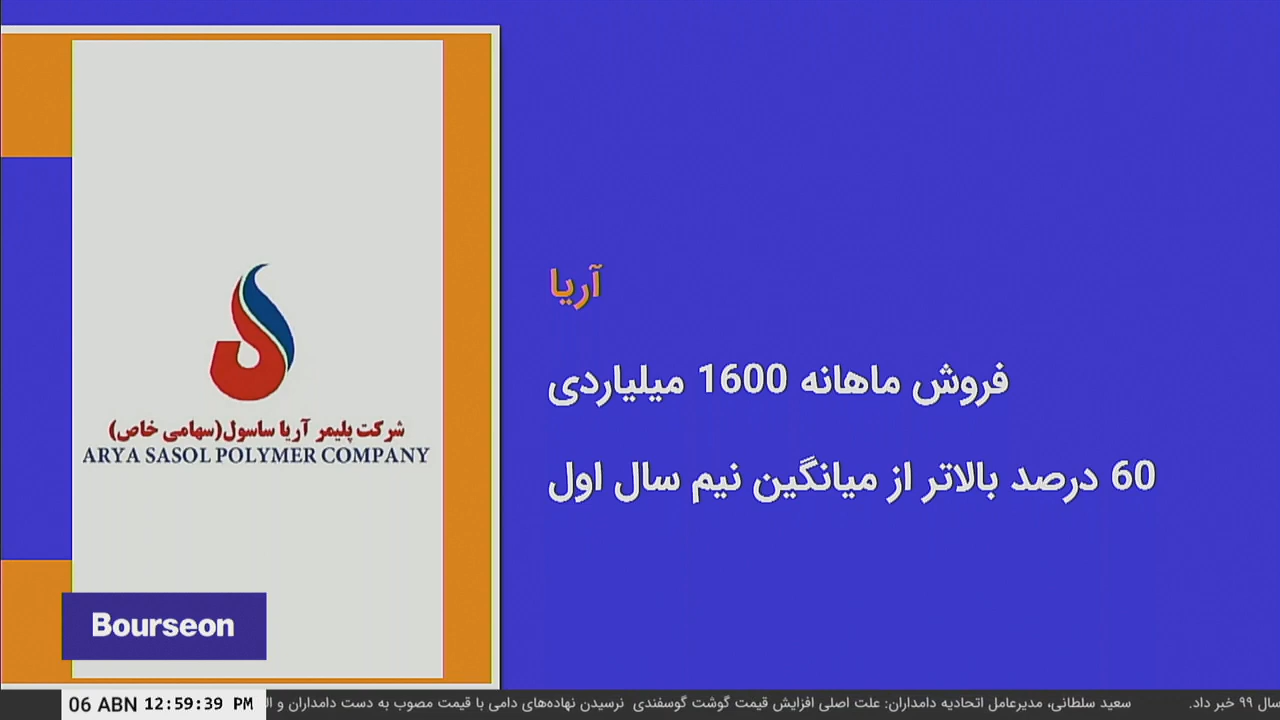 آریا
فروش ماهانه 1600 میلیاردی
60 درصد بالاتر از میانگین نیم سال اول
شرکت پلیمر آریا ساسول(سهامی خاص)
ARYA SASOL POLYMER COMPANY
Bourseon
06 ABN 12:59:39 PM
سال ۹۹ خبر داد. سعید سلطانی، مدیرعامل اتحادیه دامداران: علت اصلی افزایش قیمت گوشت گوسفندی نرسیدن نهاده‌های دامی با قیمت مصوب به دست دامداران و